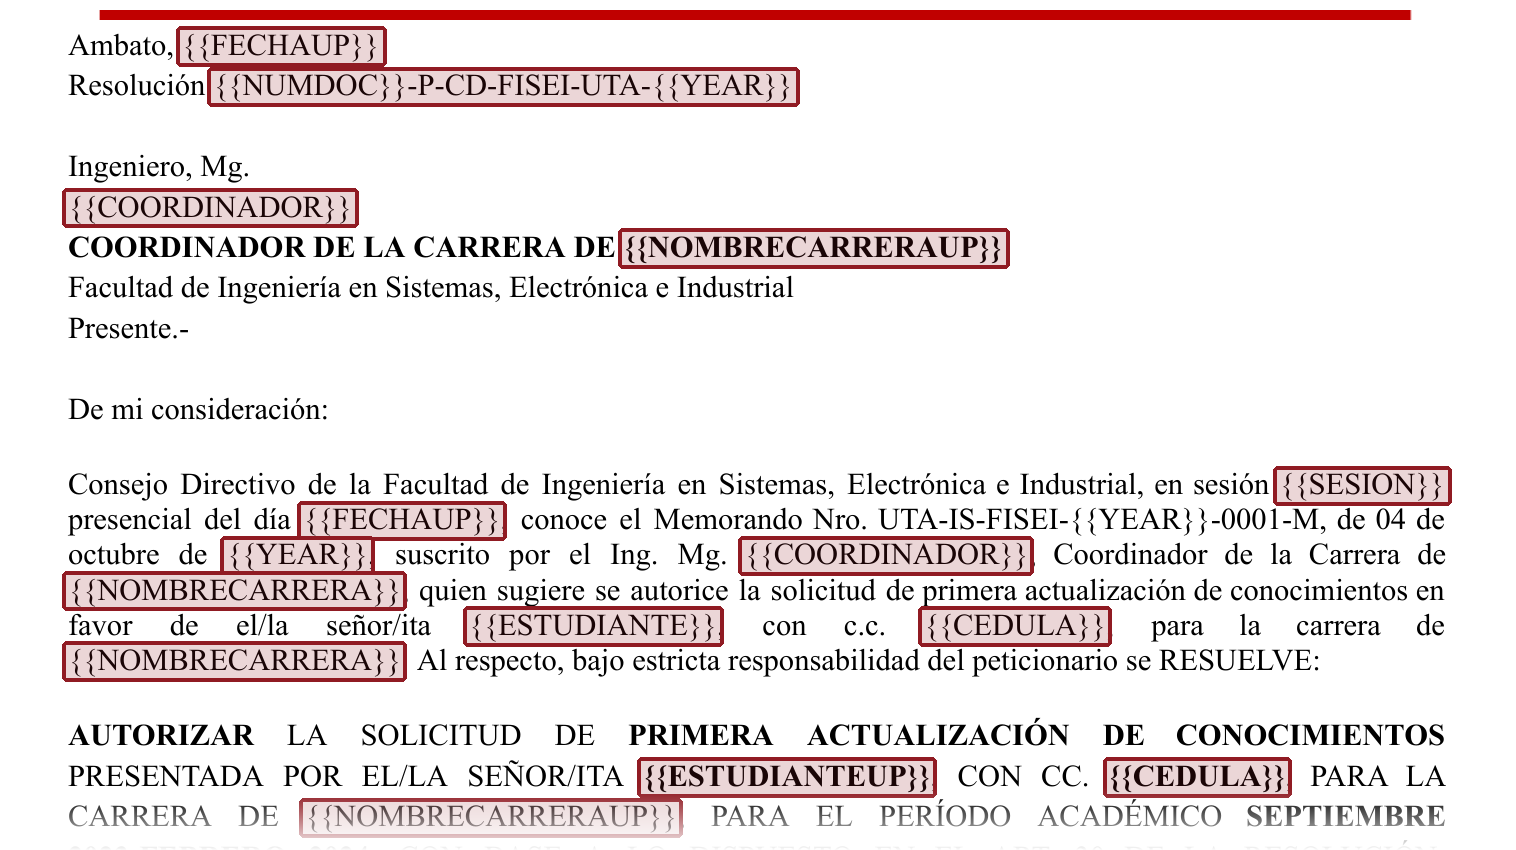 Ambato, {{FECHAUP}}
Resolución {{NUMDOC}}-P-CD-FISEI-UTA-{{YEAR}}
Ingeniero, Mg.
{{COORDINADOR}}
COORDINADOR DE LA CARRERA DE {{NOMBRECARRERAUP}}
Facultad de Ingeniería en Sistemas, Electrónica e Industrial
Presente.-
De mi consideración:
Consejo Directivo de la Facultad de Ingeniería en Sistemas, Electrónica e Industrial, en sesión {{SESION}}
presencial del día {{FECHAUP}}, conoce el Memorando Nro. UTA-IS-FISEI-{{YEAR}}-0001-M, de 04 de
octubre de {{YEAR}}, suscrito por el Ing. Mg. {{COORDINADOR}}, Coordinador de la Carrera de
{{NOMBRECARRERA}}, quien sugiere se autorice la solicitud de primera actualización de conocimientos en
favor de el/la señor/ita {{ESTUDIANTE}}, con c.c. {{CEDULA}}, para la carrera de
{{NOMBRECARRERA}}. Al respecto, bajo estricta responsabilidad del peticionario se RESUELVE:
AUTORIZAR LA SOLICITUD DE PRIMERA ACTUALIZACIÓN DE CONOCIMIENTOS
PRESENTADA POR EL/LA SEÑOR/ITA {{ESTUDIANTEUP}}, CON CC. {{CEDULA}}, PARA LA
CARRERA DE {{NOMBRECARRERAUP}}, PARA EL PERÍODO ACADÉMICO SEPTIEMBRE